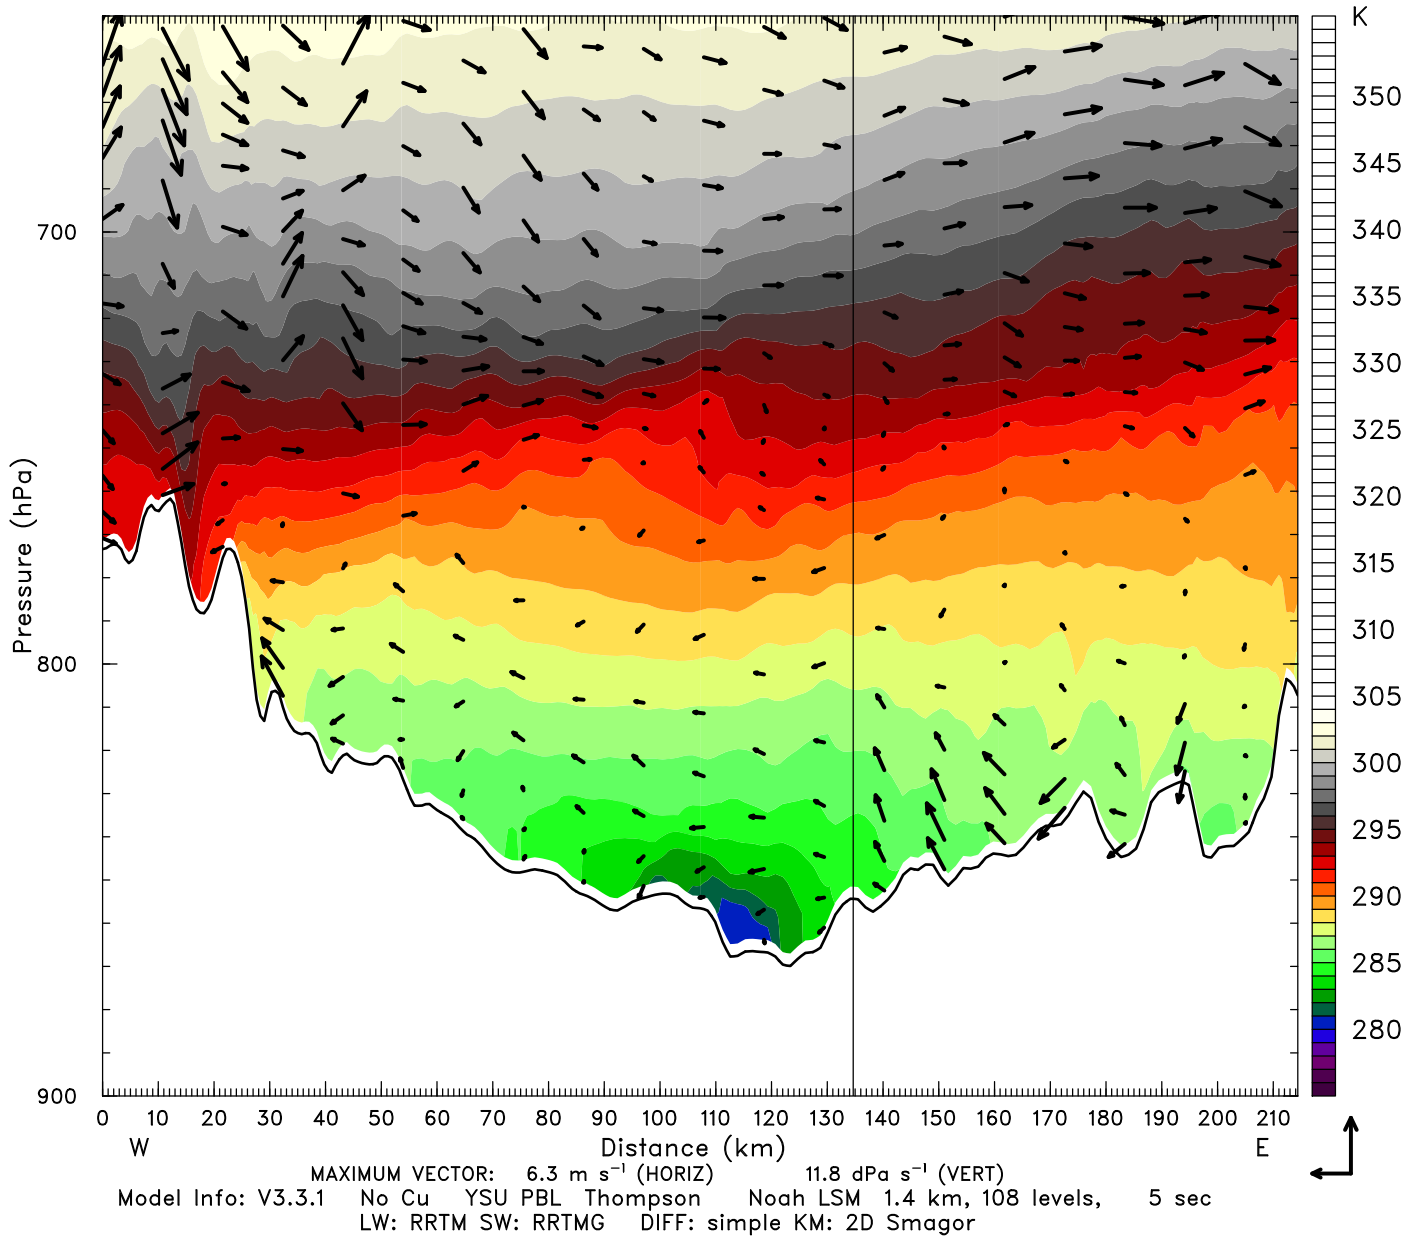 K
350
345
340
335
330
325
320
315
310
305
300
295
290
285
280
Pressure (hPa)
700
800
900
0 10 20 30 40 50 60 70 80 90 100 110 120 130 140 150 160 170 180 190 200 210
W Distance (km) E
MAXIMUM VECTOR: 6.3 m s⁻¹ (HORIZ) 11.8 dPa s⁻¹ (VERT)
Model Info: V3.3.1 No Cu YSU PBL Thompson Noah LSM 1.4 km, 108 levels, 5 sec
LW: RRTM SW: RRTMG DIFF: simple KM: 2D Smagor